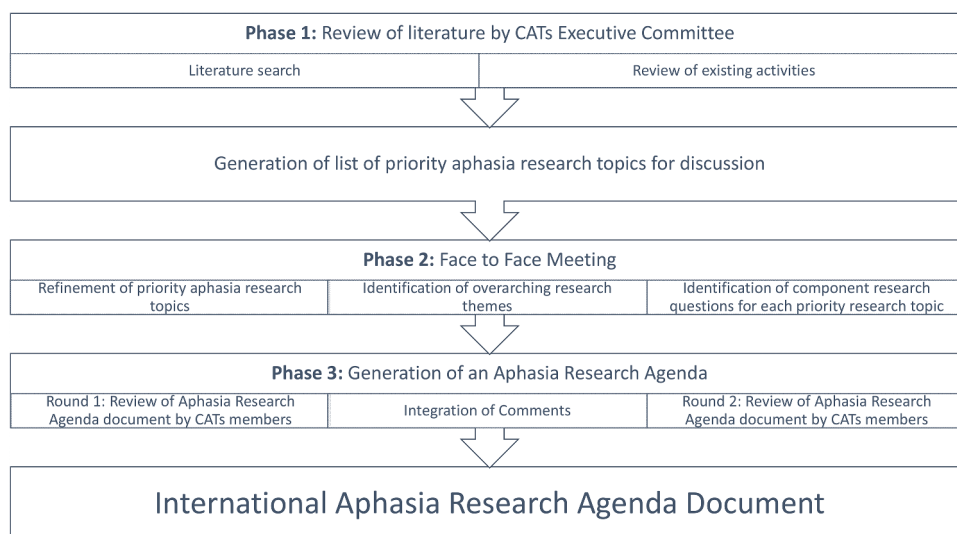 Phase 1: Review of literature by CATs Executive Committee
Literature search
Review of existing activities
Generation of list of priority aphasia research topics for discussion
Phase 2: Face to Face Meeting
Refinement of priority aphasia research
topics
Identification of overarching research
themes
Identification of component research
questions for each priority research topic
Phase 3: Generation of an Aphasia Research Agenda
Round 1: Review of Aphasia Research
Agenda document by CATs members
Integration of Comments
Round 2: Review of Aphasia Research
Agenda document by CATs members
International Aphasia Research Agenda Document